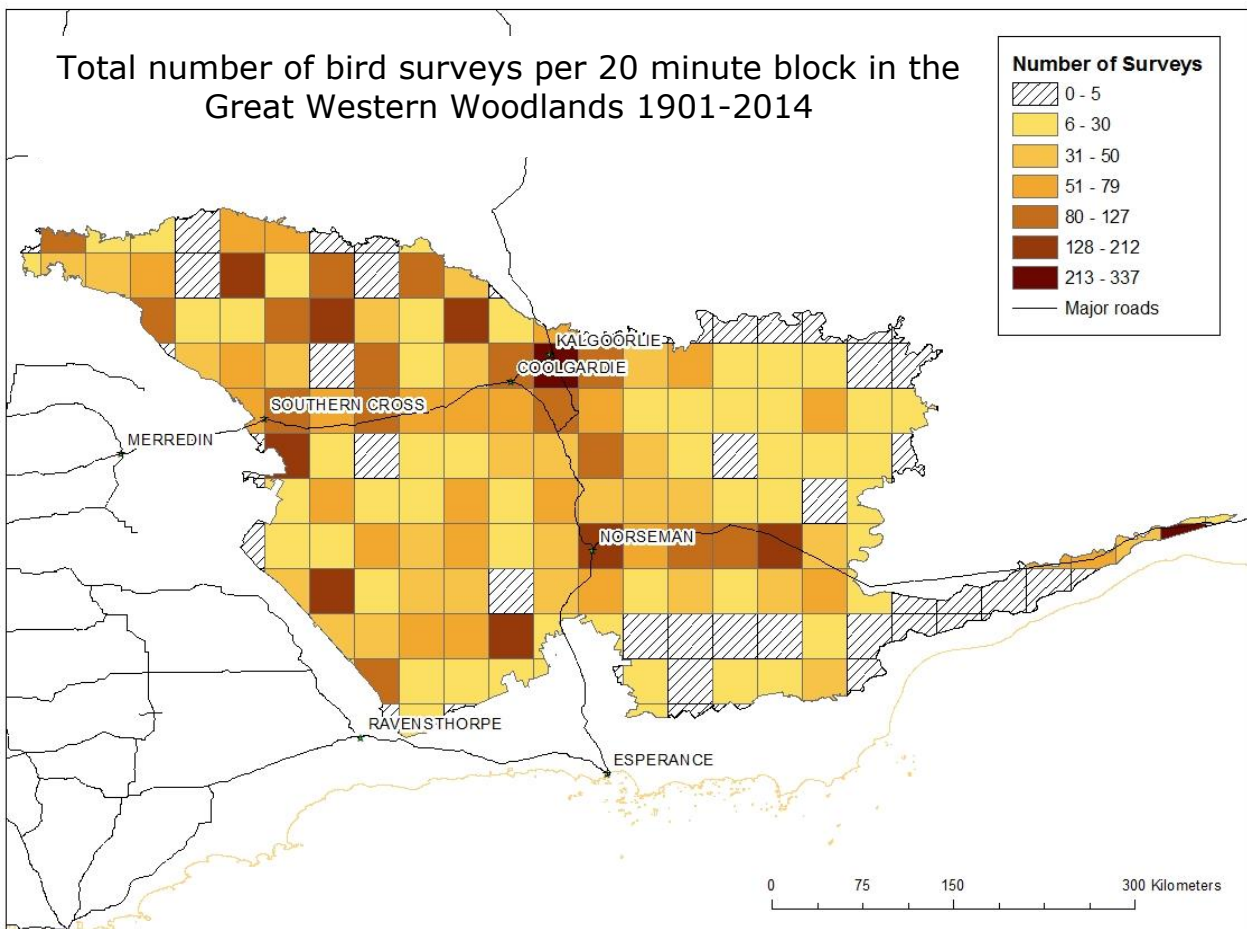 Total number of bird surveys per 20 minute block in the
Great Western Woodlands 1901-2014
Number of Surveys
0 - 5
6 - 30
31 - 50
51 - 79
80 - 127
128 - 212
213 - 337
Major roads
KALGOORLIE
COOLGARDIE
SOUTHERN CROSS
MERREDIN
NORSEMAN
RAVENSTHORPE
ESPERANCE
0 75 150 300 Kilometers